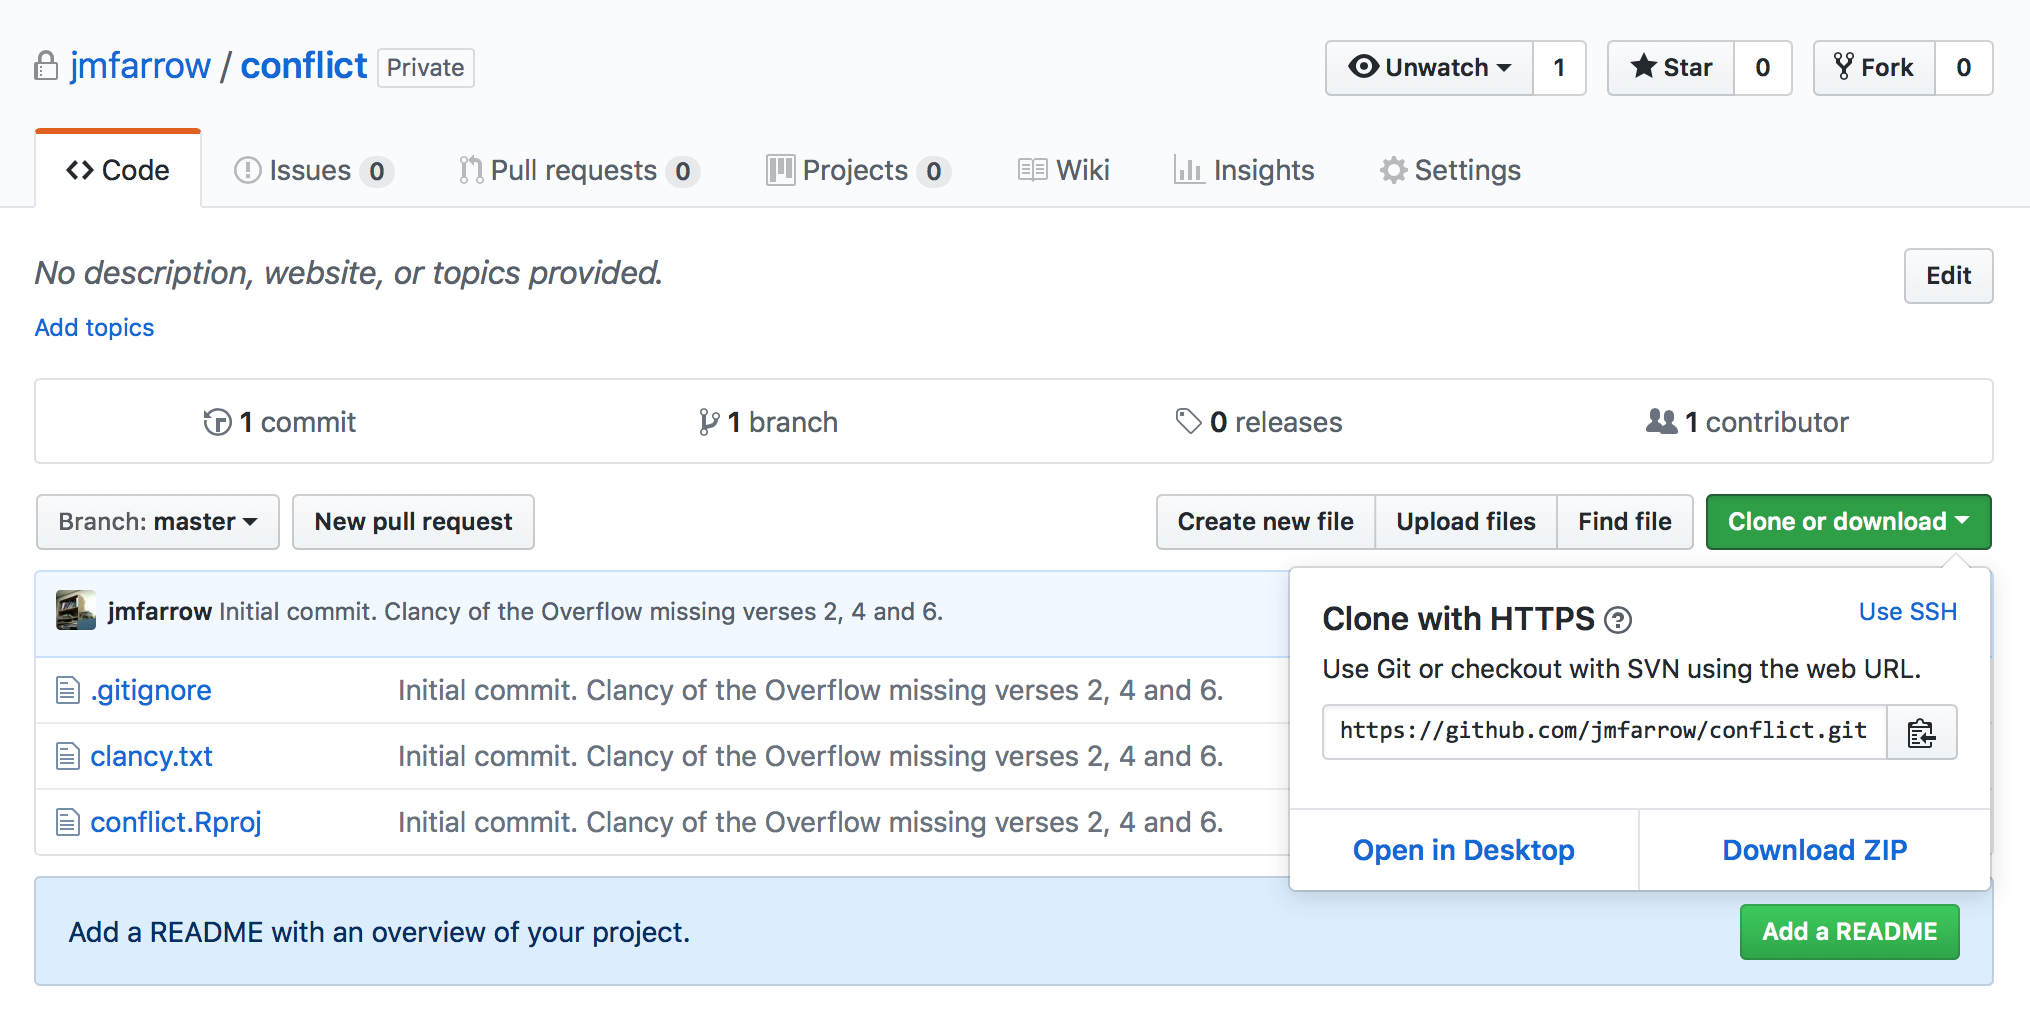 jmfarrow / conflict Private Unwatch 1 Star 0 Fork 0
Code Issues 0 Pull requests 0 Projects 0 Wiki Insights Settings
No description, website, or topics provided. Edit
Add topics
1 commit 1 branch 0 releases 1 contributor
Branch: master New pull request Create new file Upload files Find file Clone or download
jmfarrow Initial commit. Clancy of the Overflow missing verses 2, 4 and 6.
.gitignore Initial commit. Clancy of the Overflow missing verses 2, 4 and 6.
clancy.txt Initial commit. Clancy of the Overflow missing verses 2, 4 and 6.
conflict.Rproj Initial commit. Clancy of the Overflow missing verses 2, 4 and 6.
Clone with HTTPS ? Use SSH
Use Git or checkout with SVN using the web URL.
https://github.com/jmfarrow/conflict.git
Open in Desktop Download ZIP
Add a README with an overview of your project. Add a README